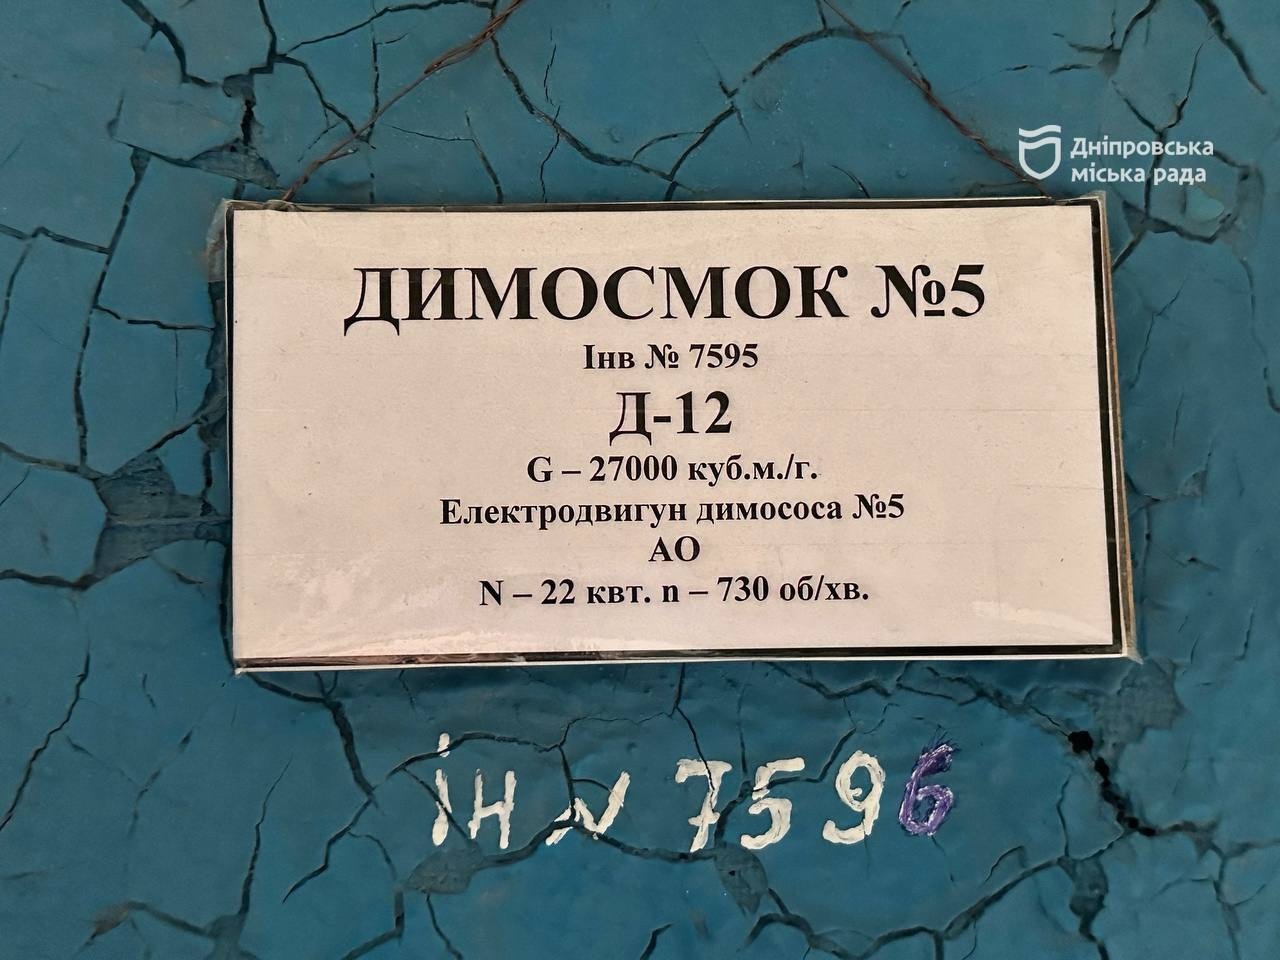 Дніпровська
міська рада
ДИМОСМОК №5
Інв № 7595
Д-12
G – 27000 куб.м./г.
Електродвигун димососа №5
АО
N – 22 квт. n – 730 об/хв.
ІН N 7596